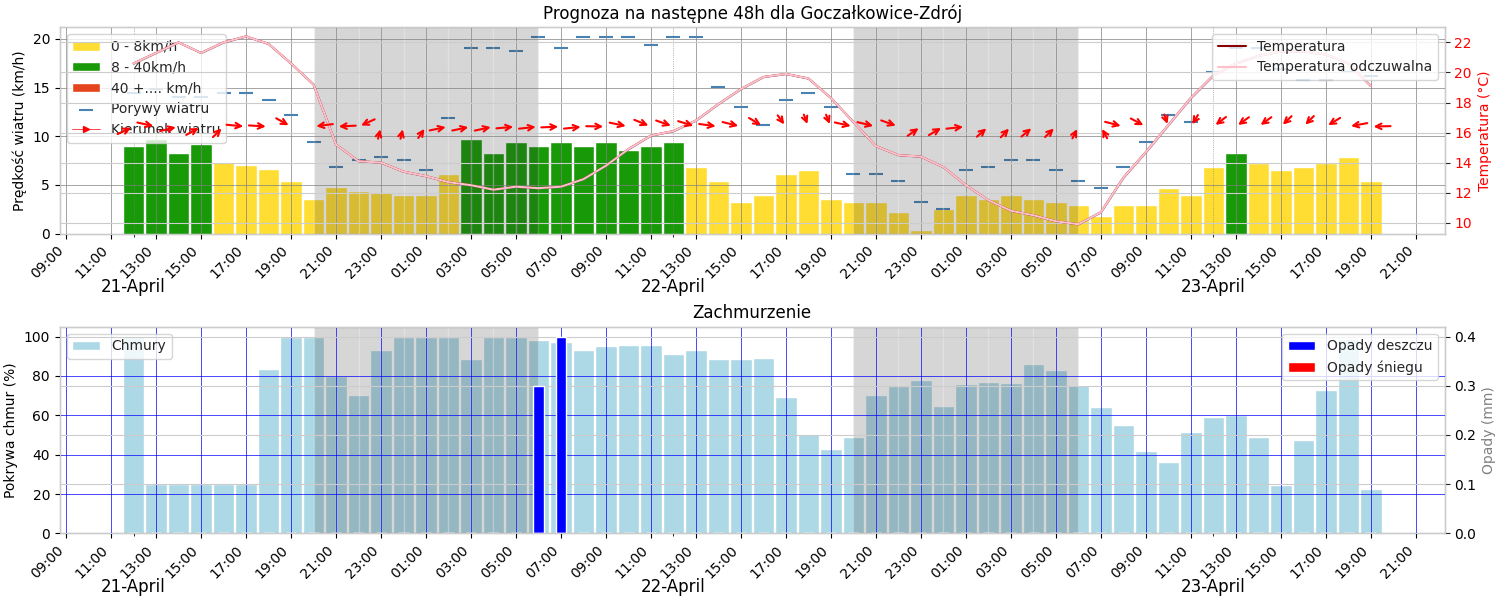 Prognoza na następne 48h dla Goczałkowice-Zdrój
Prędkość wiatru (km/h)
20
15
10
5
0
0 - 8km/h
8 - 40km/h
40 +.... km/h
Porywy wiatru
Kierunek wiatru
Temperatura
Temperatura odczuwalna
22
20
18
16
14
12
10
Temperatura (°C)
09:00 11:00 13:00 15:00 17:00 19:00 21:00 23:00 01:00 03:00 05:00 07:00 09:00 11:00 13:00 15:00 17:00 19:00 21:00 23:00 01:00 03:00 05:00 07:00 09:00 11:00 13:00 15:00 17:00 19:00 21:00
21-April 22-April 23-April
Zachmurzenie
Pokrywa chmur (%)
100
80
60
40
20
0
Chmury
Opady deszczu
Opady śniegu
0.4
0.3
0.2
0.1
0.0
Opady (mm)
09:00 11:00 13:00 15:00 17:00 19:00 21:00 23:00 01:00 03:00 05:00 07:00 09:00 11:00 13:00 15:00 17:00 19:00 21:00 23:00 01:00 03:00 05:00 07:00 09:00 11:00 13:00 15:00 17:00 19:00 21:00
21-April 22-April 23-April